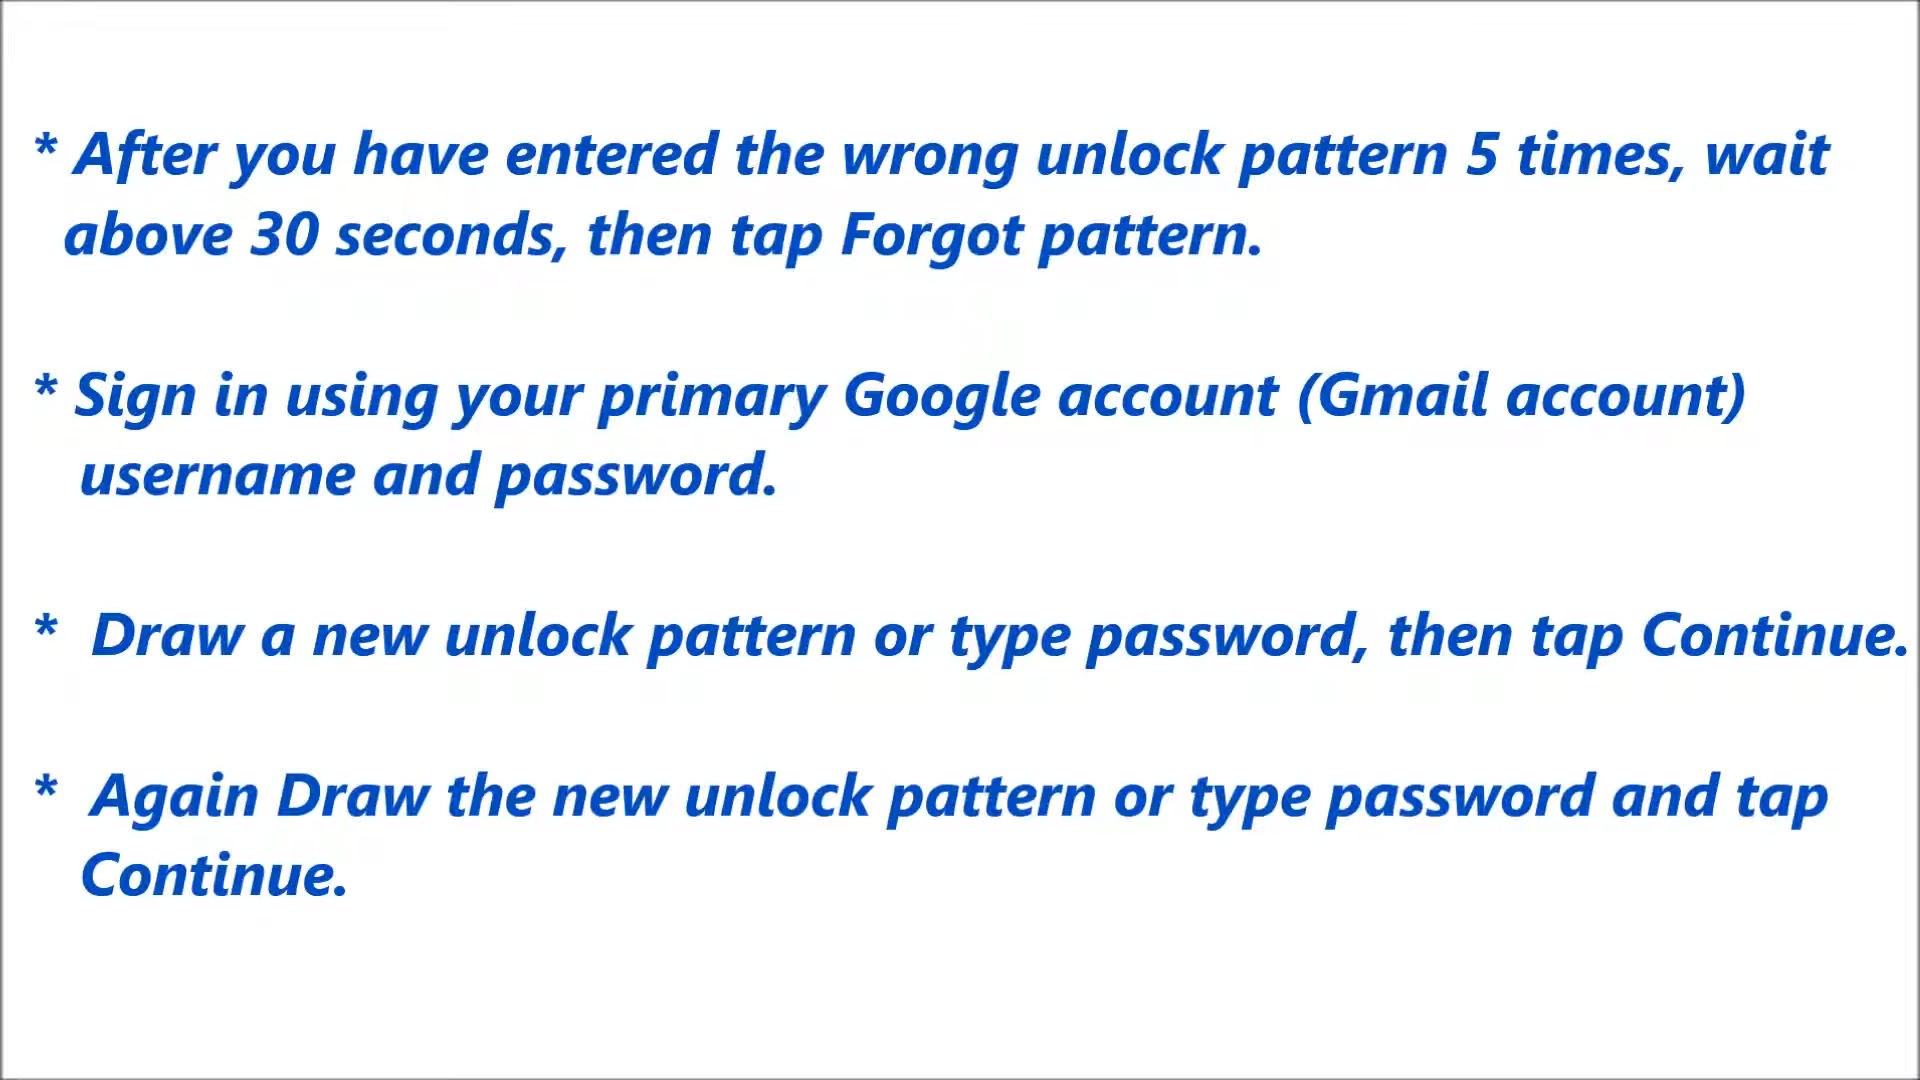 * After you have entered the wrong unlock pattern 5 times, wait
above 30 seconds, then tap Forgot pattern.
* Sign in using your primary Google account (Gmail account)
username and password.
* Draw a new unlock pattern or type password, then tap Continue.
* Again Draw the new unlock pattern or type password and tap
Continue.